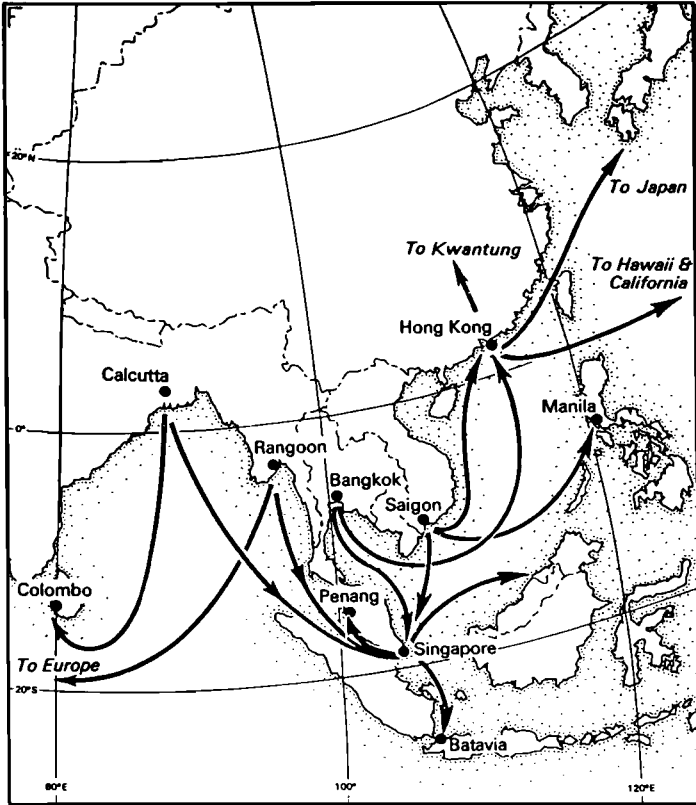 20°N
To Japan
To Kwantung
To Hawaii &
California
Hong Kong
Calcutta
Manila
0°
Rangoon
Bangkok
Saigon
Colombo
Penang
Singapore
To Europe
20°S
Batavia
80°E
100°
120°E